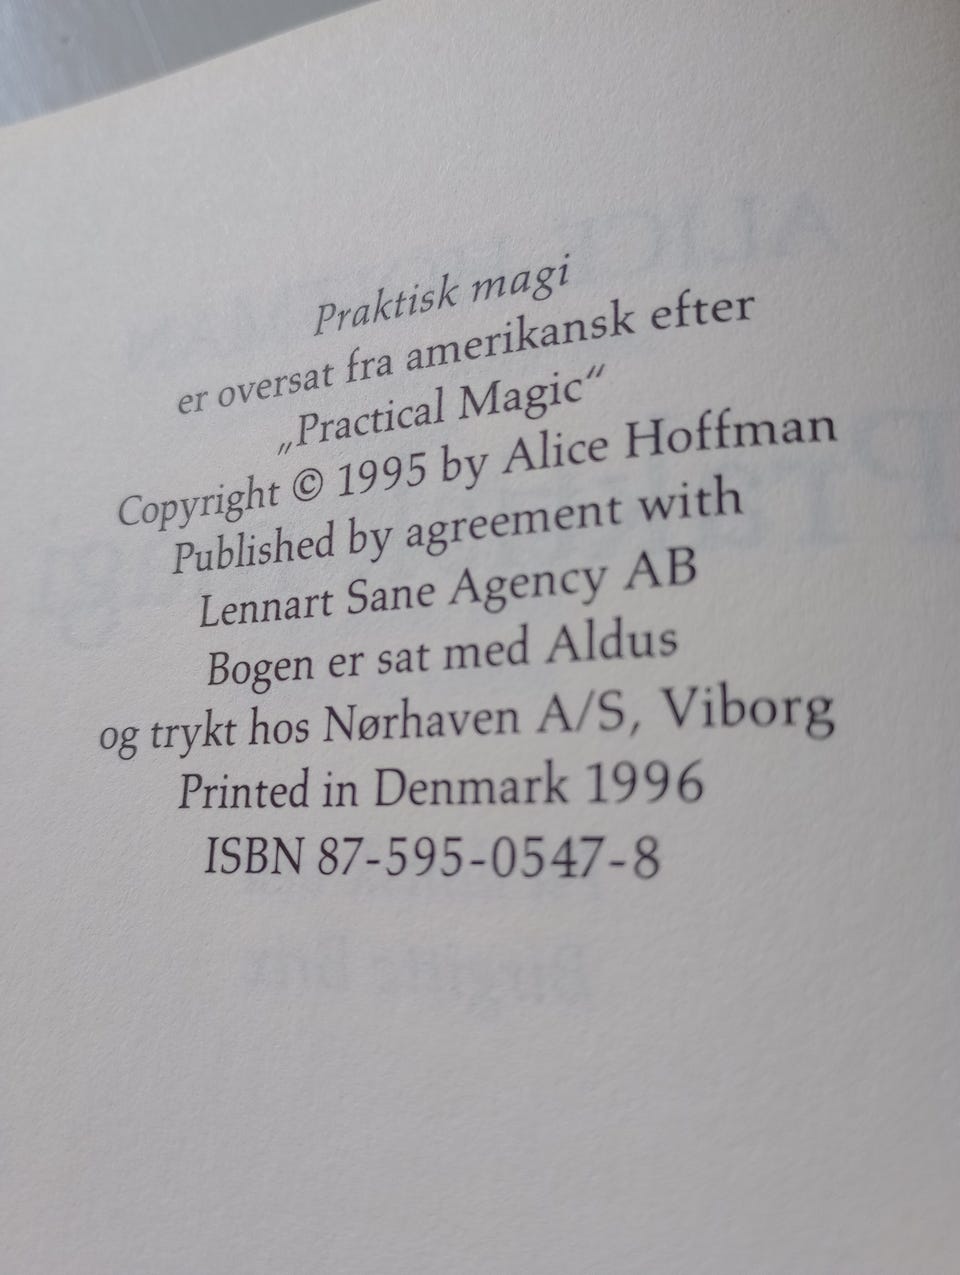 Praktisk magi
er oversat fra amerikansk efter
„Practical Magic“
Copyright © 1995 by Alice Hoffman
Published by agreement with
Lennart Sane Agency AB
Bogen er sat med Aldus
og trykt hos Nørhaven A/S, Viborg
Printed in Denmark 1996
ISBN 87-595-0547-8